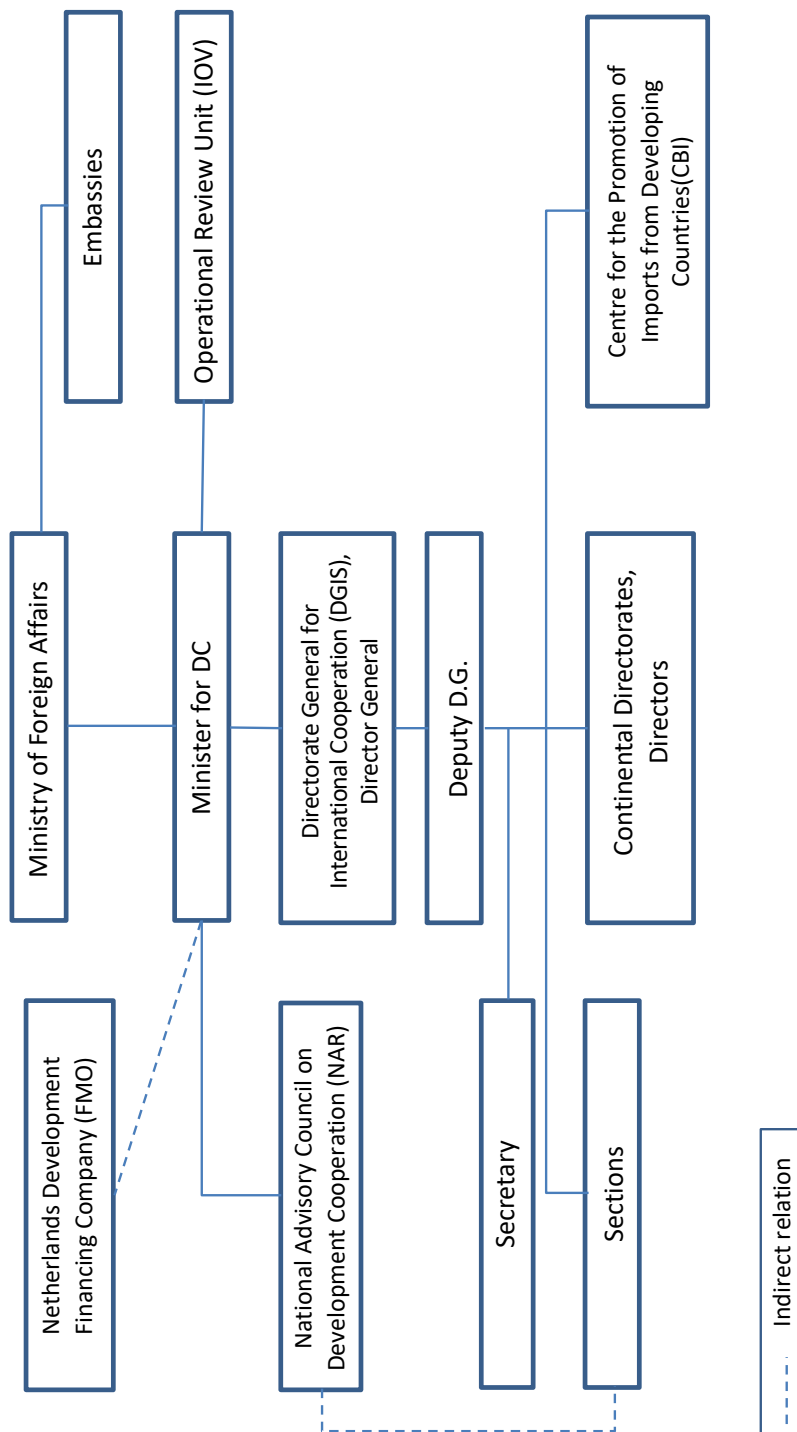 Ministry of Foreign Affairs
Embassies
Netherlands Development
Financing Company (FMO)
Minister for DC
Operational Review Unit (IOV)
National Advisory Council on
Development Cooperation (NAR)
Directorate General for
International Cooperation (DGIS),
Director General
Deputy D.G.
Secretary
Sections
Continental Directorates,
Directors
Centre for the Promotion of
Imports from Developing
Countries(CBI)
Indirect relation